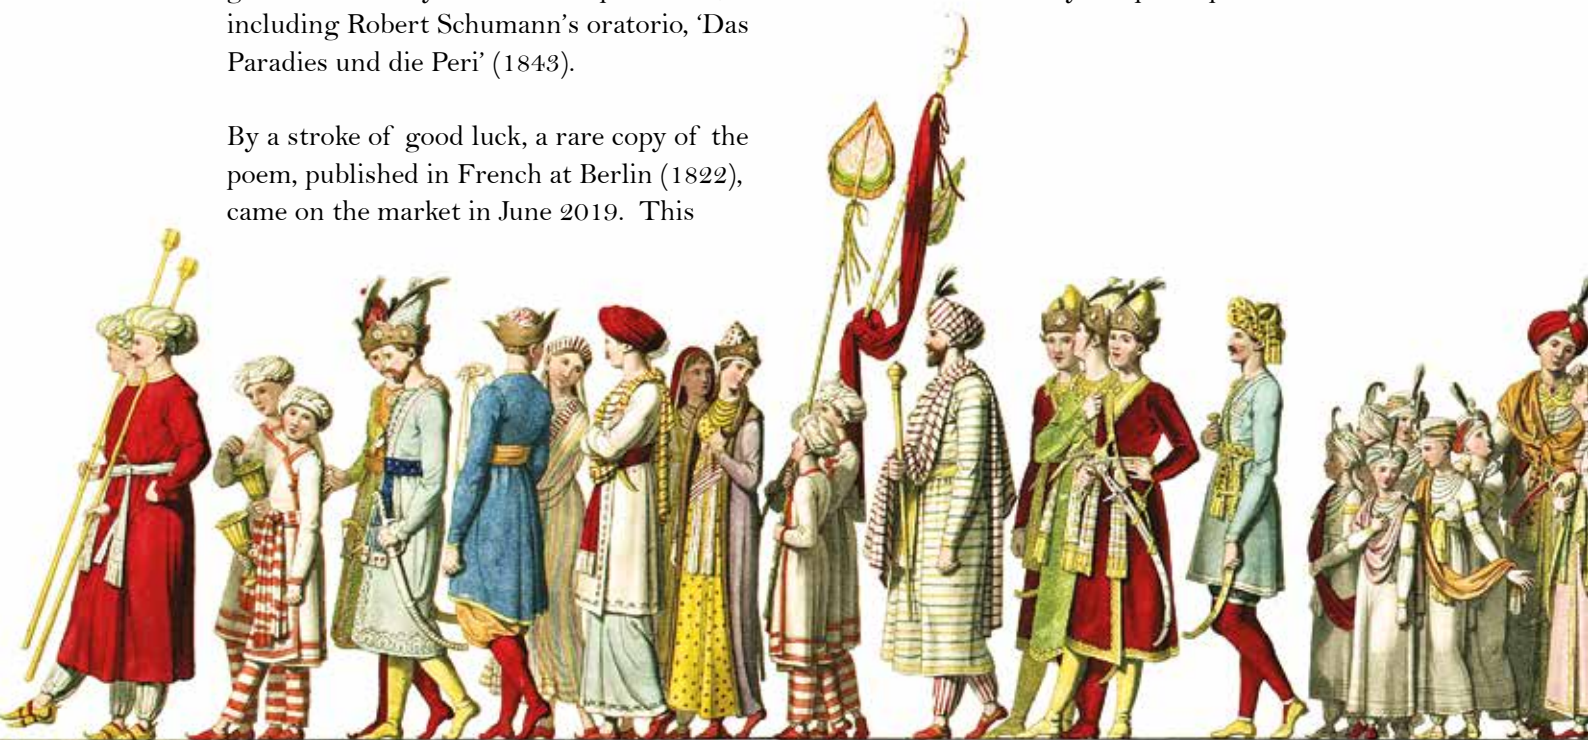 including Robert Schumann’s oratorio, ‘Das
Paradies und die Peri’ (1843).
By a stroke of good luck, a rare copy of the
poem, published in French at Berlin (1822),
came on the market in June 2019. This